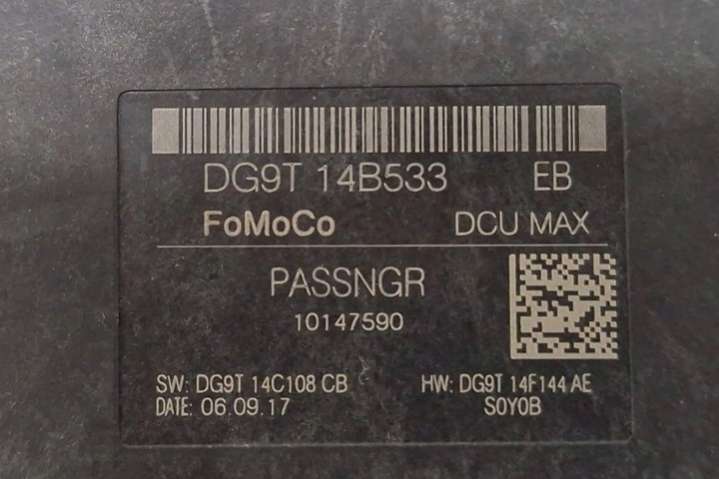 DG9T 14B533 EB
FoMoCo DCU MAX
PASSNGR
10147590
SW: DG9T 14C108 CB HW: DG9T 14F144 AE
DATE: 06.09.17 S0Y0B